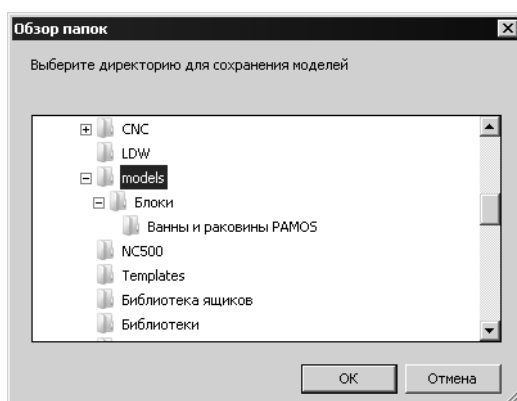 Обзор папок
Выберите директорию для сохранения моделей
CNC
LDW
models
Блоки
Ванны и раковины PAMOS
NC500
Templates
Библиотека ящиков
Библиотеки
OK
Отмена